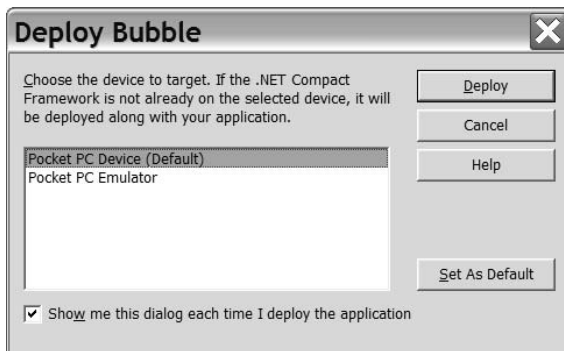 Deploy Bubble
Choose the device to target. If the .NET Compact
Framework is not already on the selected device, it will
be deployed along with your application.
Deploy
Cancel
Help
Pocket PC Device (Default)
Pocket PC Emulator
Set As Default
Show me this dialog each time I deploy the application